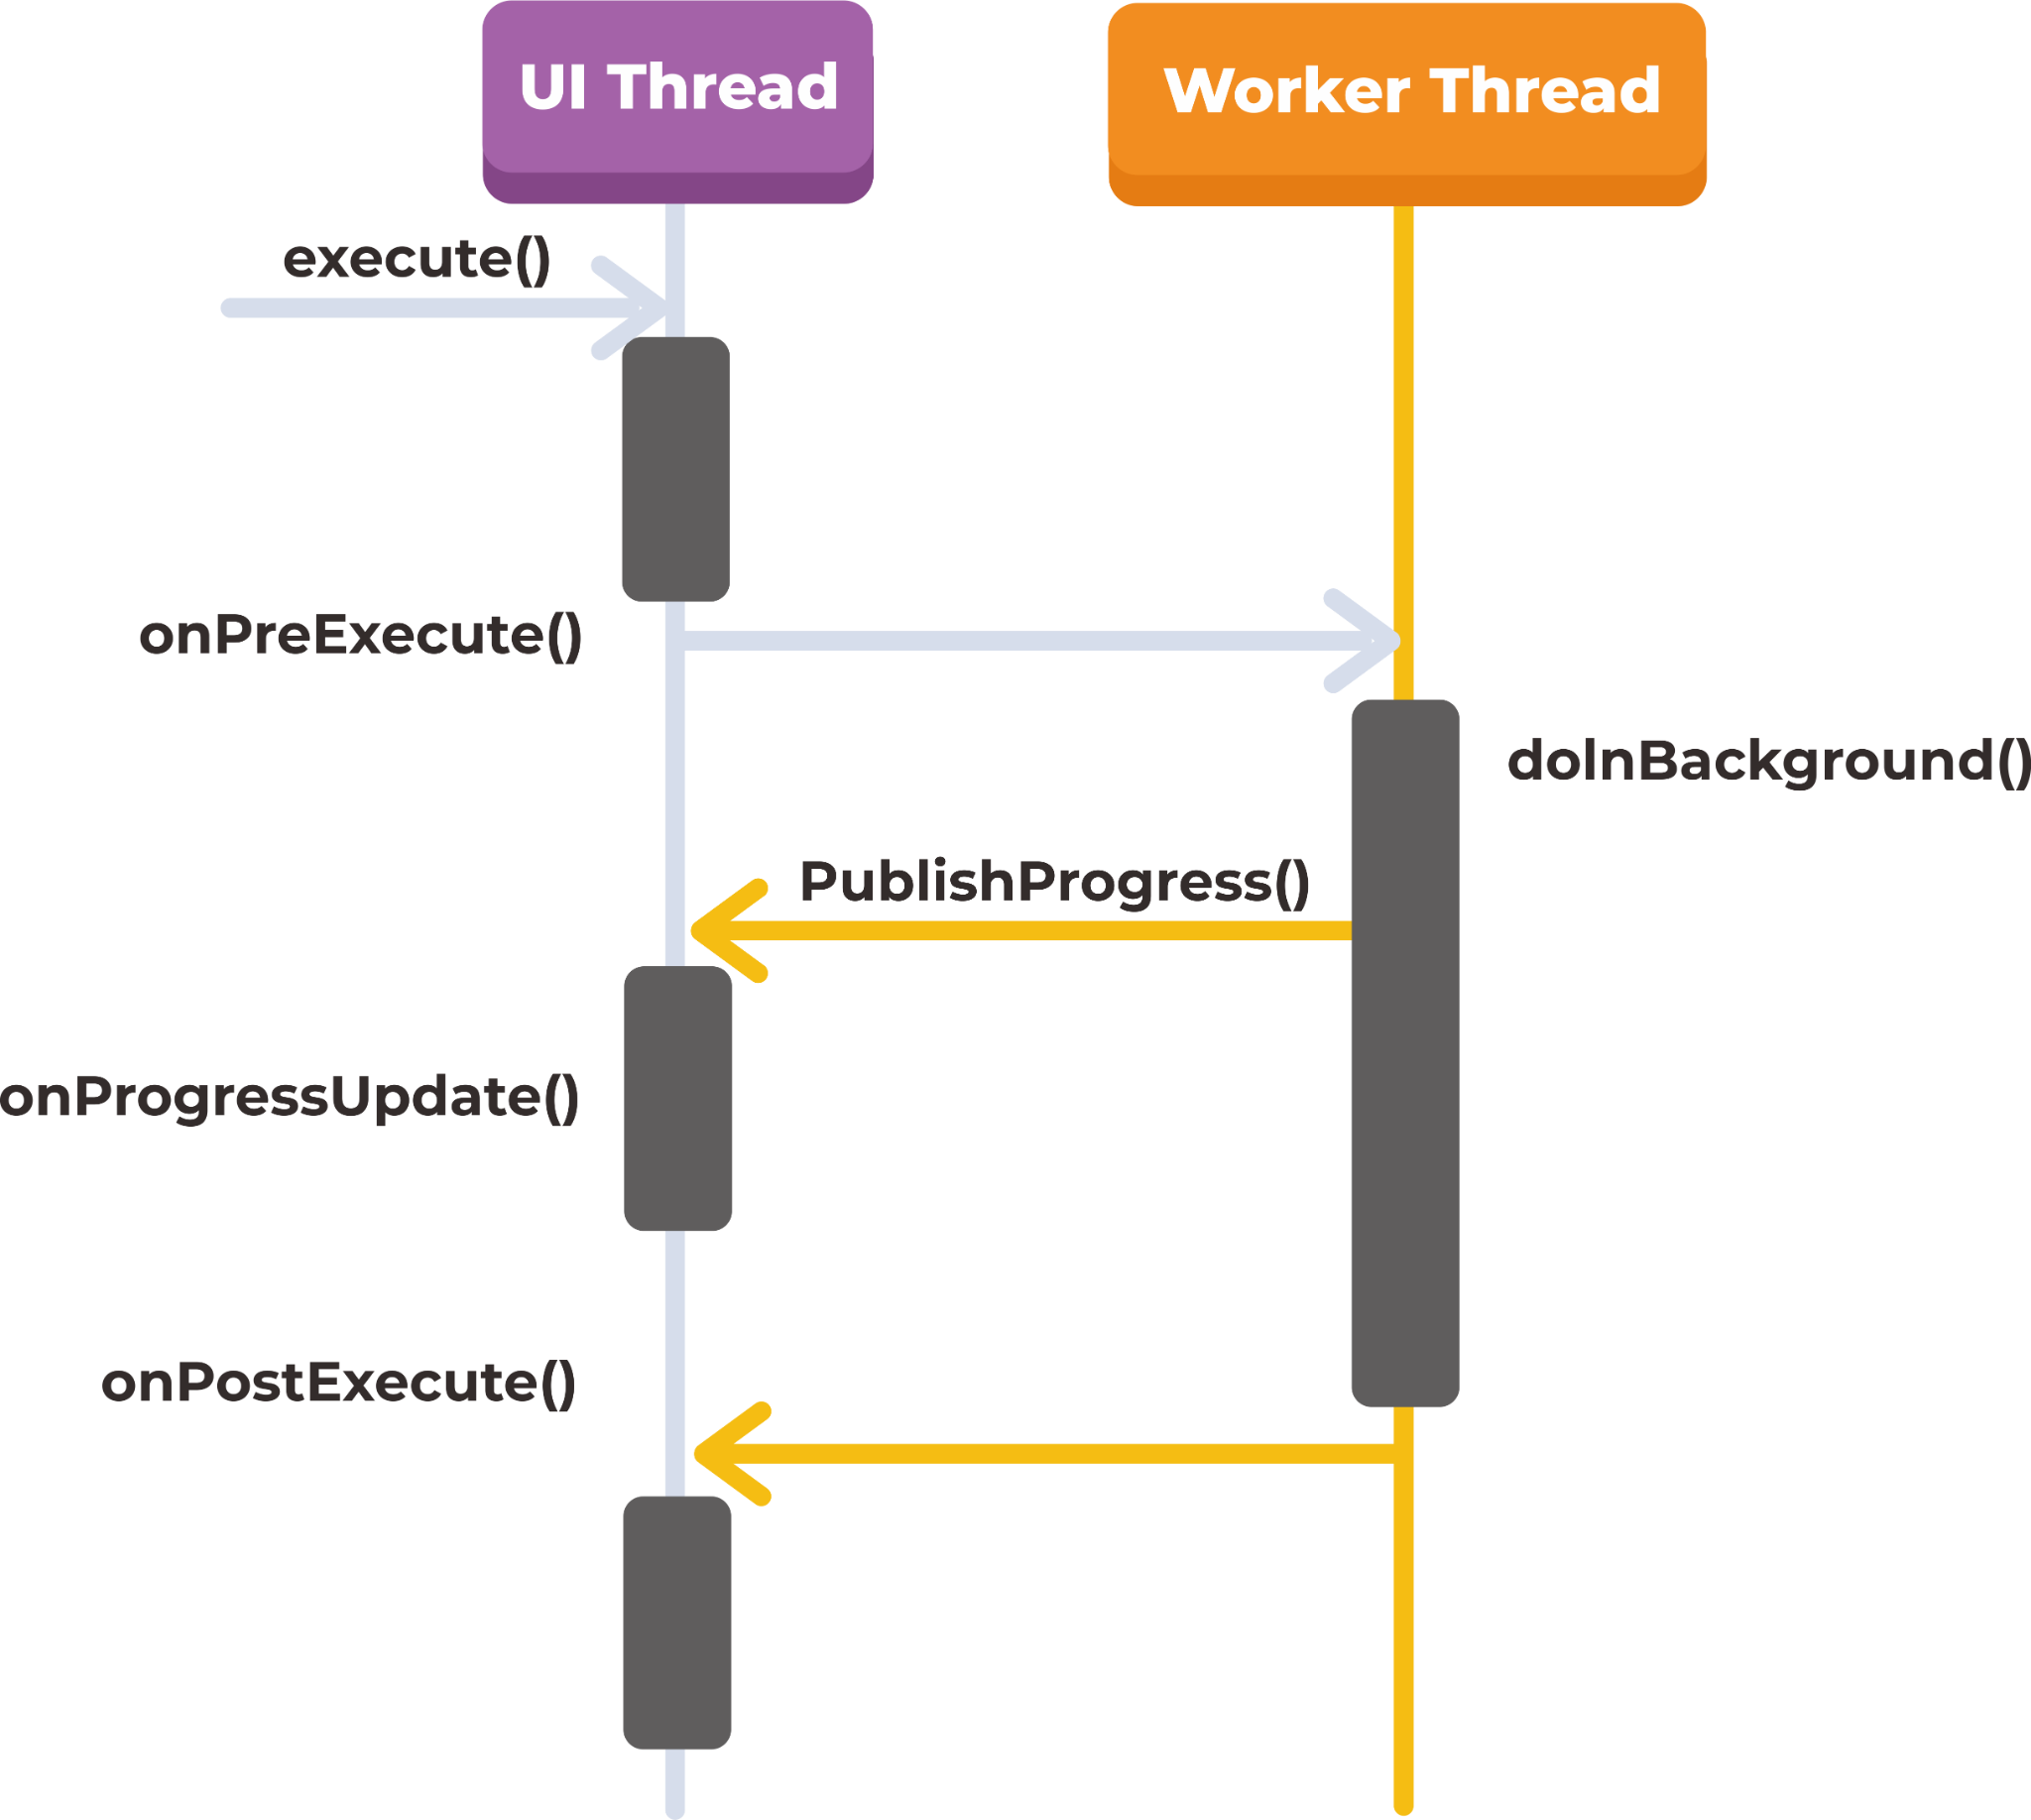 UI Thread
Worker Thread
execute()
onPreExecute()
doInBackground()
PublishProgress()
onProgressUpdate()
onPostExecute()